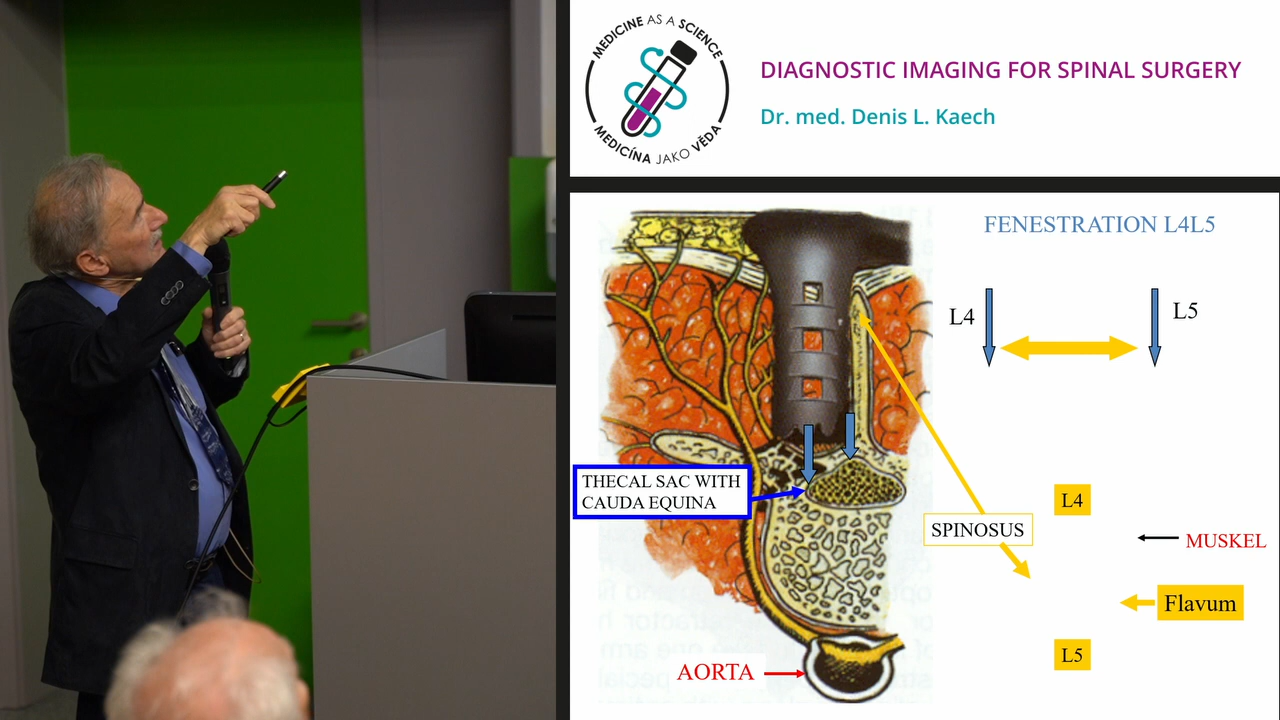 MEDICINE AS A SCIENCE
MEDICÍNA JAKO VĚDA
DIAGNOSTIC IMAGING FOR SPINAL SURGERY
Dr. med. Denis L. Kaech
FENESTRATION L4L5
L4
L5
THECAL SAC WITH
CAUDA EQUINA
SPINOSUS
L4
MUSKEL
Flavum
L5
AORTA